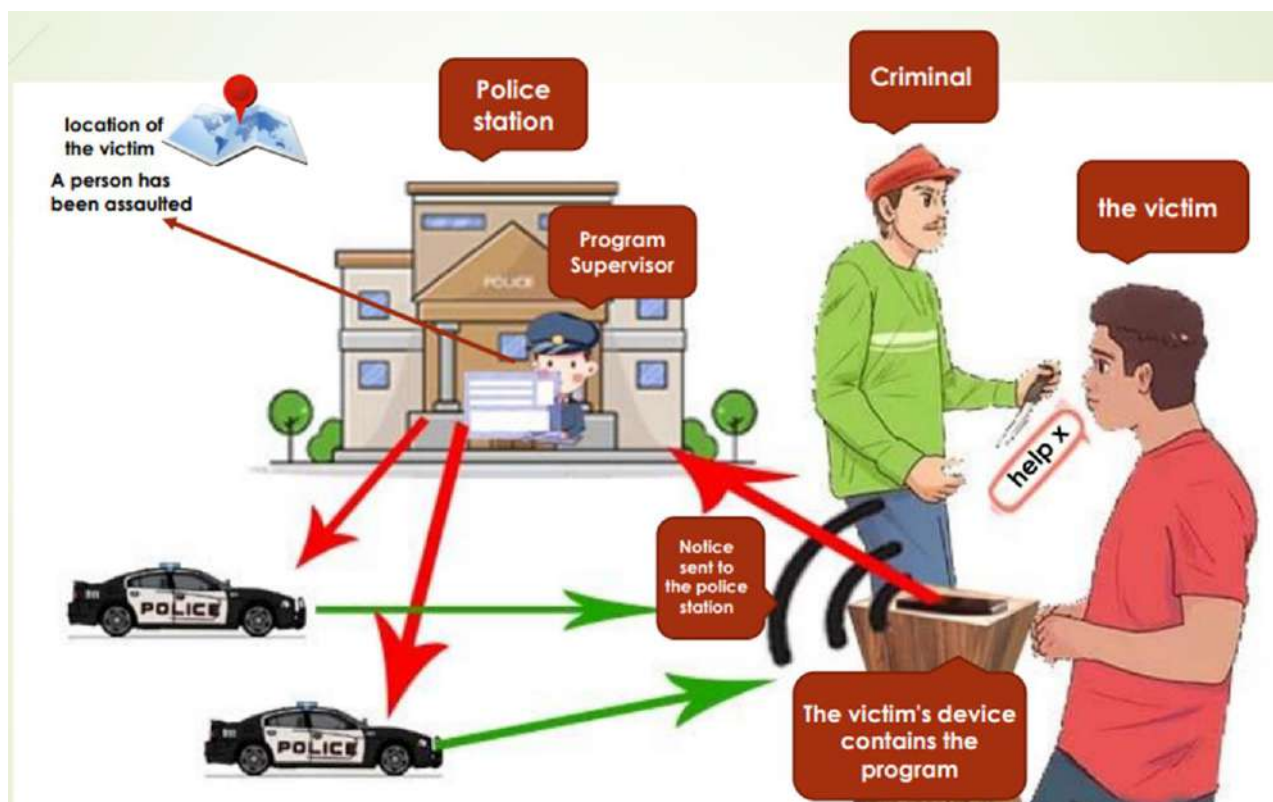 Police
station
Criminal
location of
the victim
A person has
been assaulted
the victim
Program
Supervisor
POLICE
help x
Notice
sent to
the police
station
POLICE
POLICE
The victim's device
contains the
program